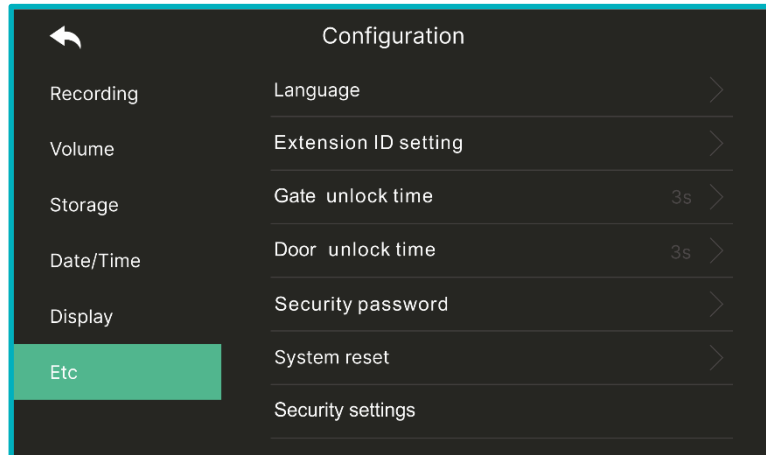 Configuration
Recording
Volume
Storage
Date/Time
Display
Etc
Language
Extension ID setting
Gate unlock time 3s
Door unlock time 3s
Security password
System reset
Security settings